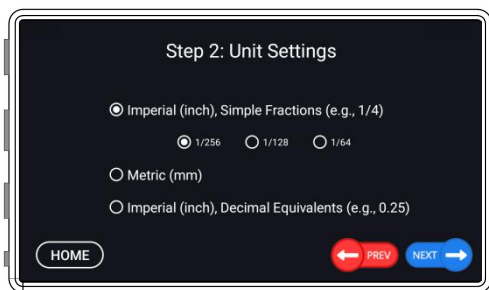 Step 2: Unit Settings
Imperial (inch), Simple Fractions (e.g., 1/4)
1/256 1/128 1/64
Metric (mm)
Imperial (inch), Decimal Equivalents (e.g., 0.25)
HOME PREV NEXT